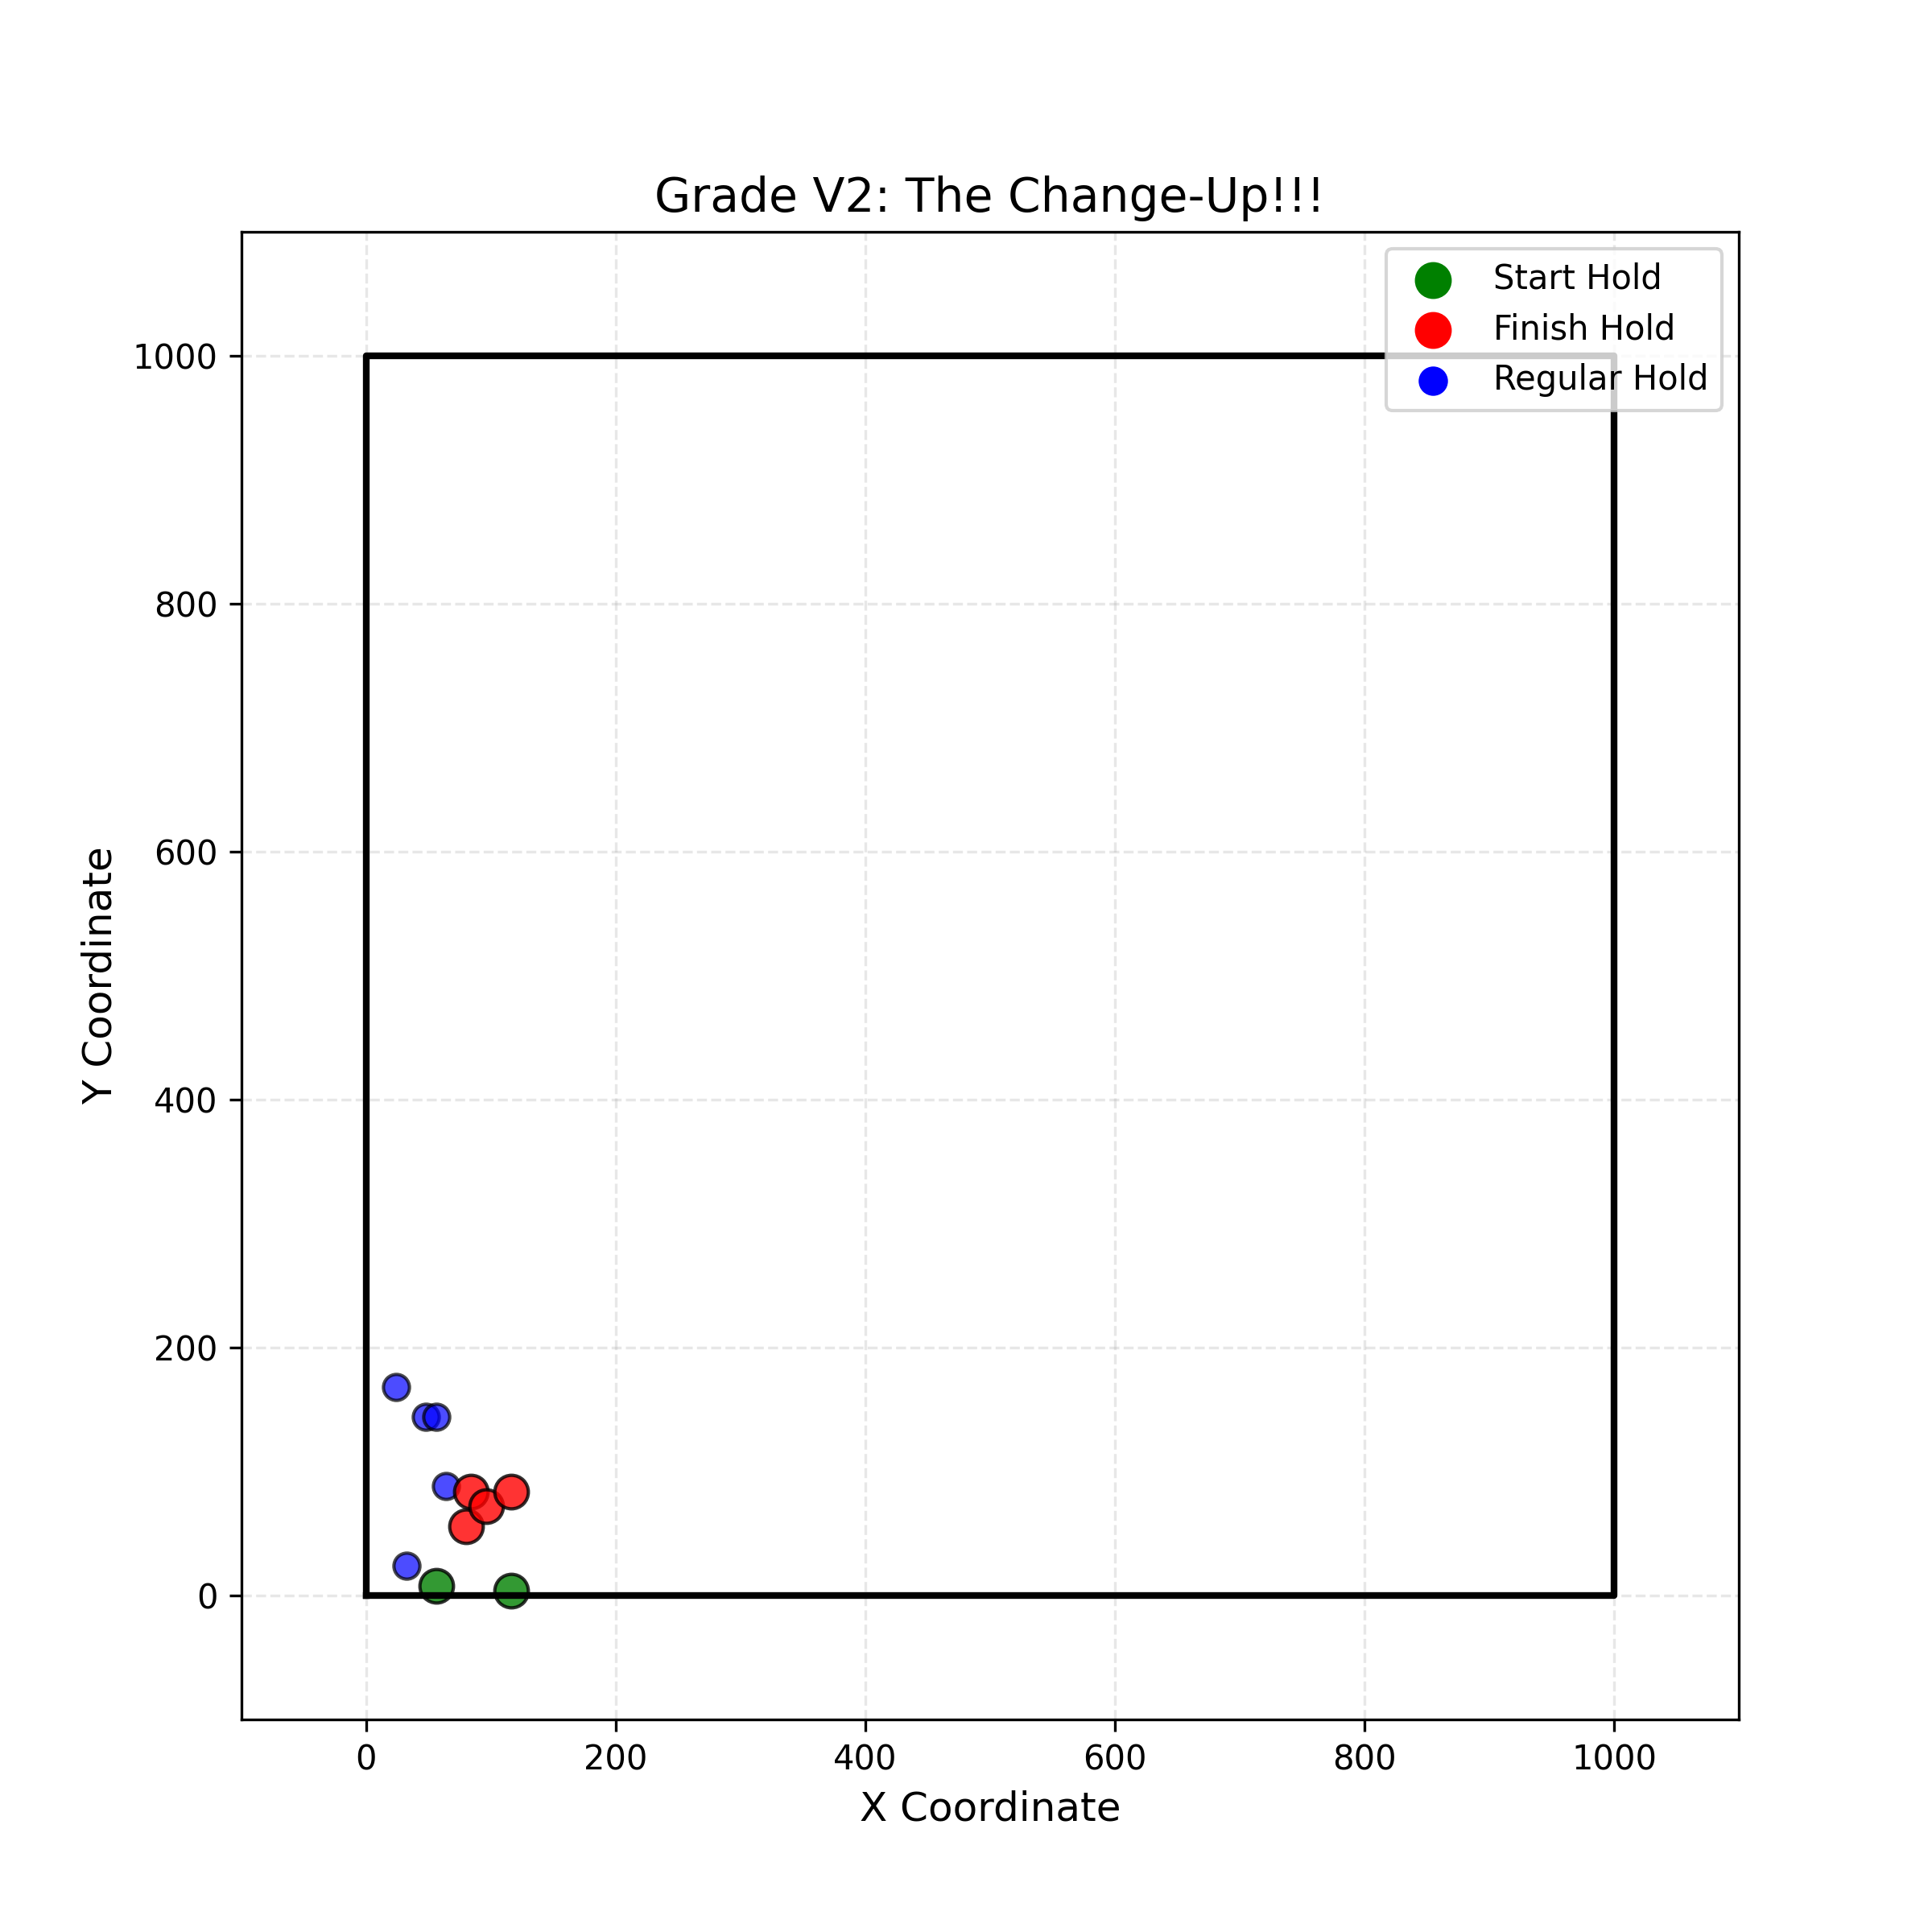 Grade V2: The Change-Up!!!
Start Hold
Finish Hold
Regular Hold
1000
800
600
400
200
0
Y Coordinate
0 200 400 600 800 1000
X Coordinate